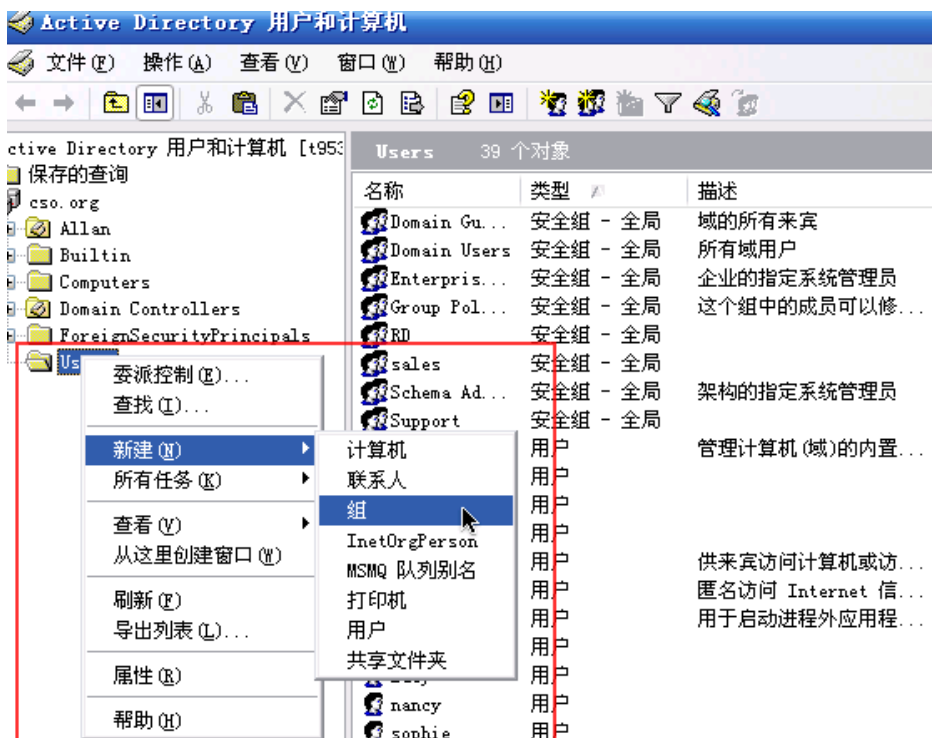 Active Directory 用户和计算机
文件(F) 操作(A) 查看(V) 窗口(W) 帮助(H)
ctive Directory 用户和计算机 [t953
保存的查询
cso.org
Allan
Builtin
Computers
Domain Controllers
ForeignSecurityPrincipals
Us
Users 39 个对象
名称 类型 描述
Domain Gu... 安全组 - 全局 域的所有来宾
Domain Users 安全组 - 全局 所有域用户
Enterpris... 安全组 - 全局 企业的指定系统管理员
Group Pol... 安全组 - 全局 这个组中的成员可以修...
RD 安全组 - 全局
sales 安全组 - 全局
Schema Ad... 安全组 - 全局 架构的指定系统管理员
Support 安全组 - 全局
用户 管理计算机(域)的内置...
用户
用户
用户
用户 供来宾访问计算机或访...
用户 匿名访问 Internet 信...
用户 用于启动进程外应用程...
用户
用户
nancy 用户
sophie 用户
委派控制(E)...
查找(I)...
新建(N)
所有任务(K)
查看(V)
从这里创建窗口(W)
刷新(F)
导出列表(L)...
属性(R)
帮助(H)
计算机
联系人
组
InetOrgPerson
MSMQ 队列别名
打印机
用户
共享文件夹